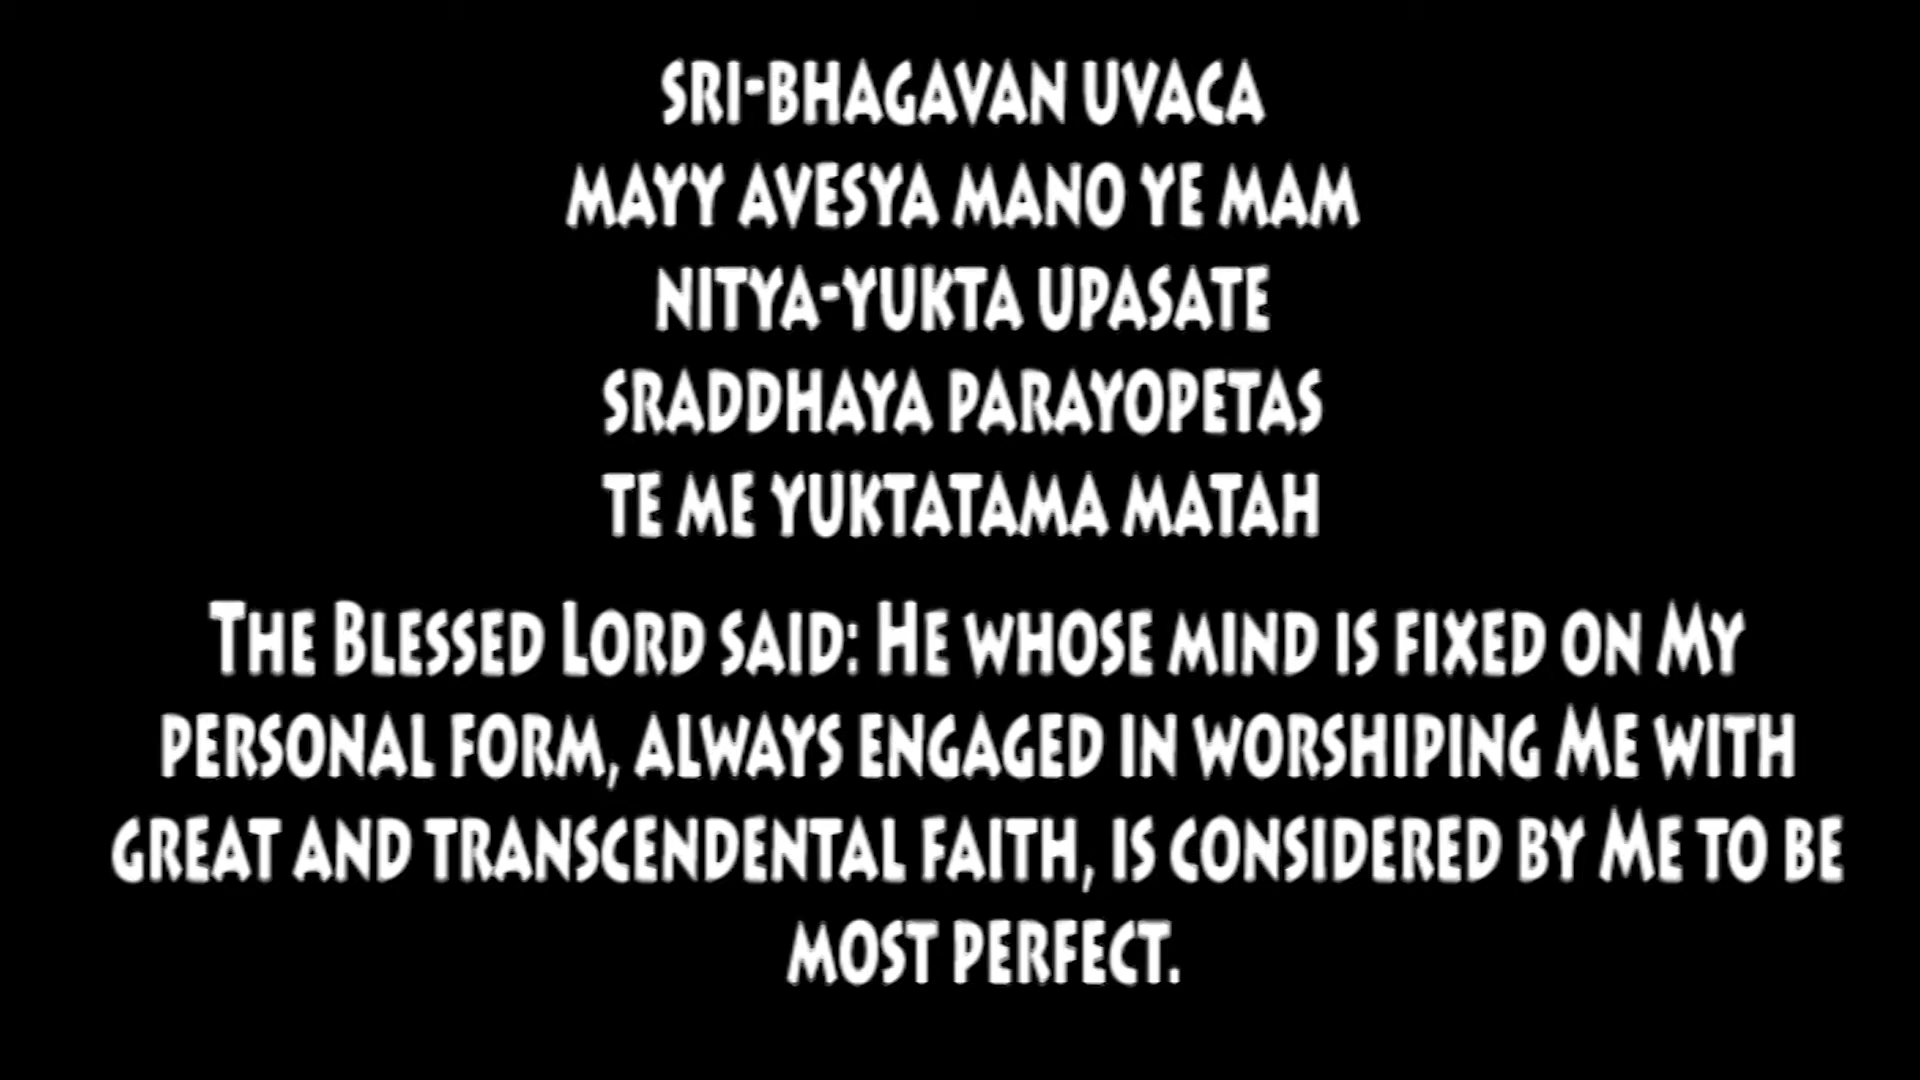 SRI-BHAGAVAN UVACA
MAYY AVESYA MANO YE MAM
NITYA-YUKTA UPASATE
SRADDHAYA PARAYOPETAS
TE ME YUKTATAMA MATAH
The Blessed Lord said: He whose mind is fixed on My
personal form, always engaged in worshiping Me with
great and transcendental faith, is considered by Me to be
most perfect.